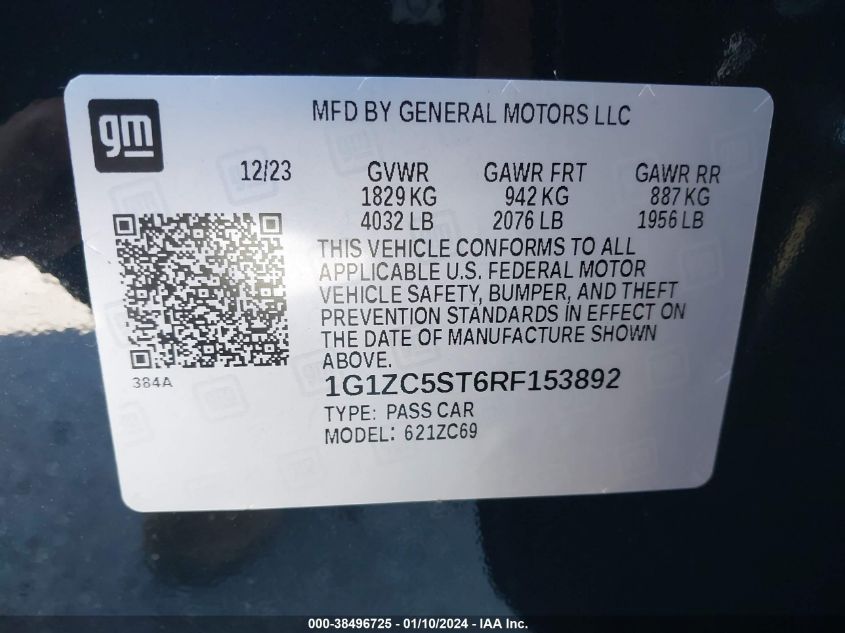 gm
MFD BY GENERAL MOTORS LLC
12/23 GVWR GAWR FRT GAWR RR
1829 KG 942 KG 887 KG
4032 LB 2076 LB 1956 LB
THIS VEHICLE CONFORMS TO ALL
APPLICABLE U.S. FEDERAL MOTOR
VEHICLE SAFETY, BUMPER, AND THEFT
PREVENTION STANDARDS IN EFFECT ON
THE DATE OF MANUFACTURE SHOWN
ABOVE.
384A
1G1ZC5ST6RF153892
TYPE: PASS CAR
MODEL: 621ZC69
000-38496725 - 01/10/2024 - IAA Inc.